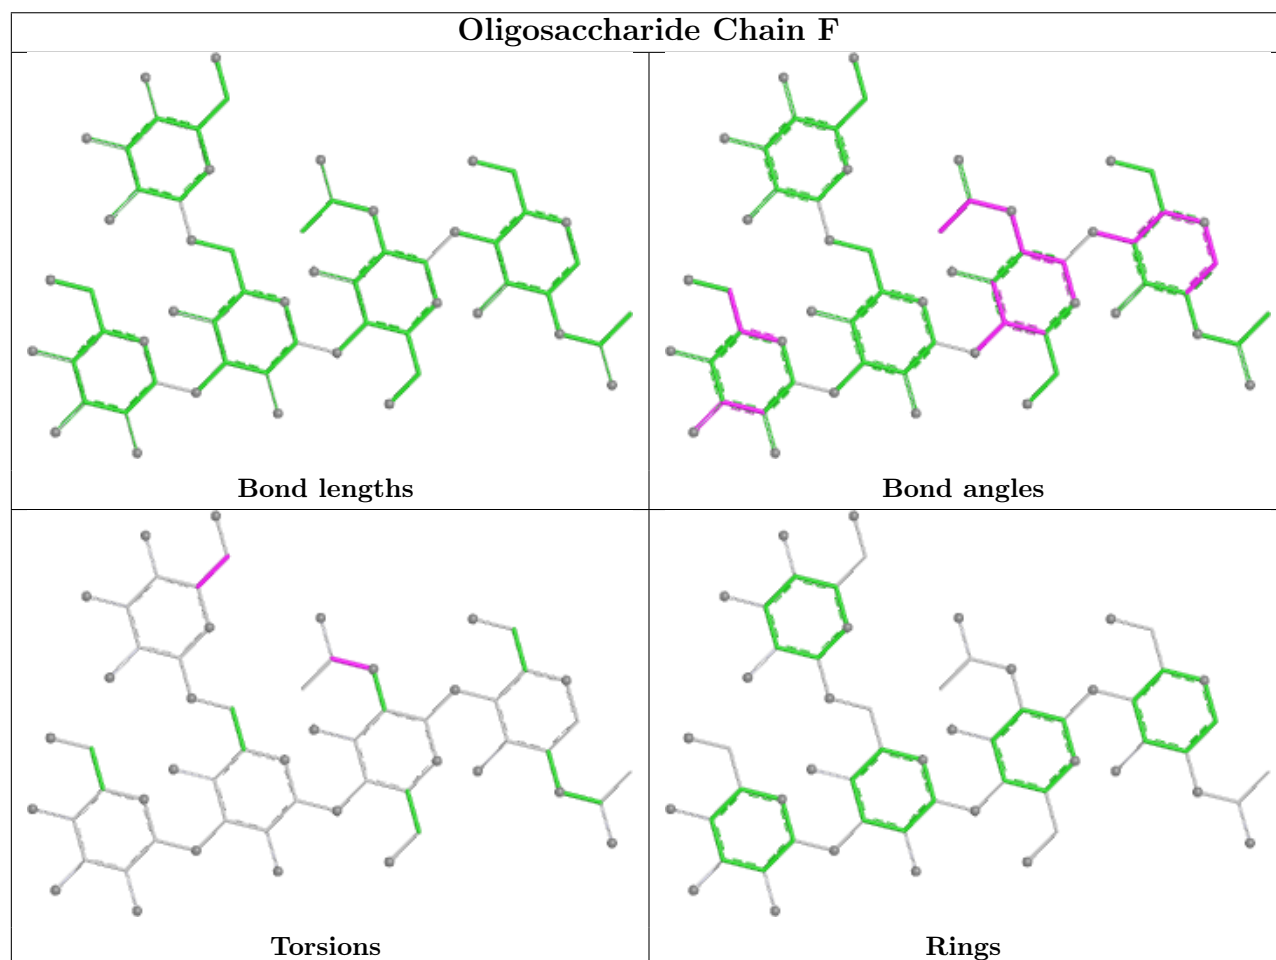 Oligosaccharide Chain F
Bond lengths
Bond angles
Torsions
Rings